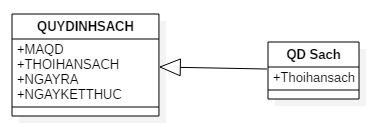 QUYDINHSACH
+MAQD
+THOIHANSACH
+NGAYRA
+NGAYKETTHUC
QD Sach
+Thoihansach